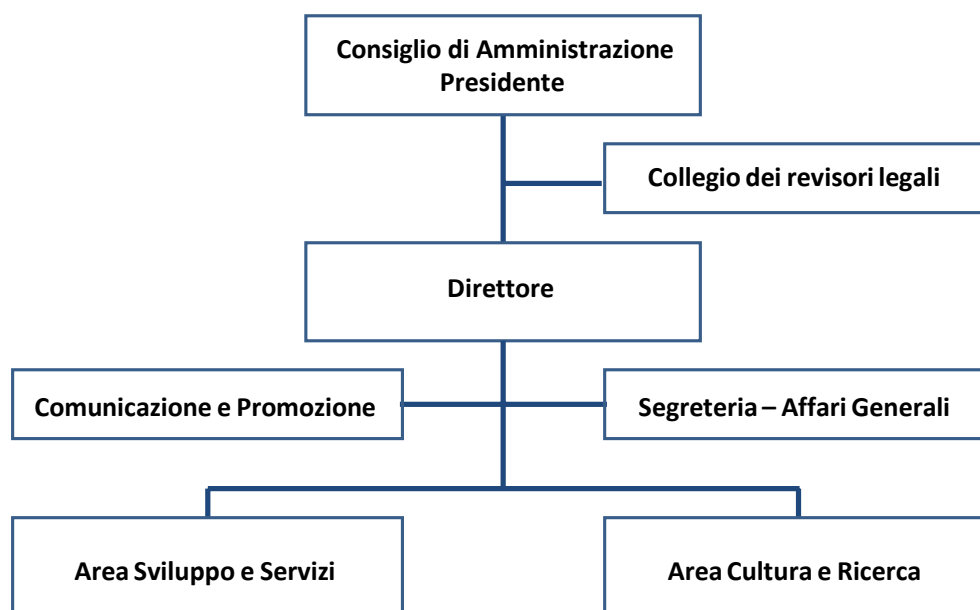 Consiglio di Amministrazione
Presidente
Collegio dei revisori legali
Direttore
Comunicazione e Promozione
Segreteria – Affari Generali
Area Sviluppo e Servizi
Area Cultura e Ricerca